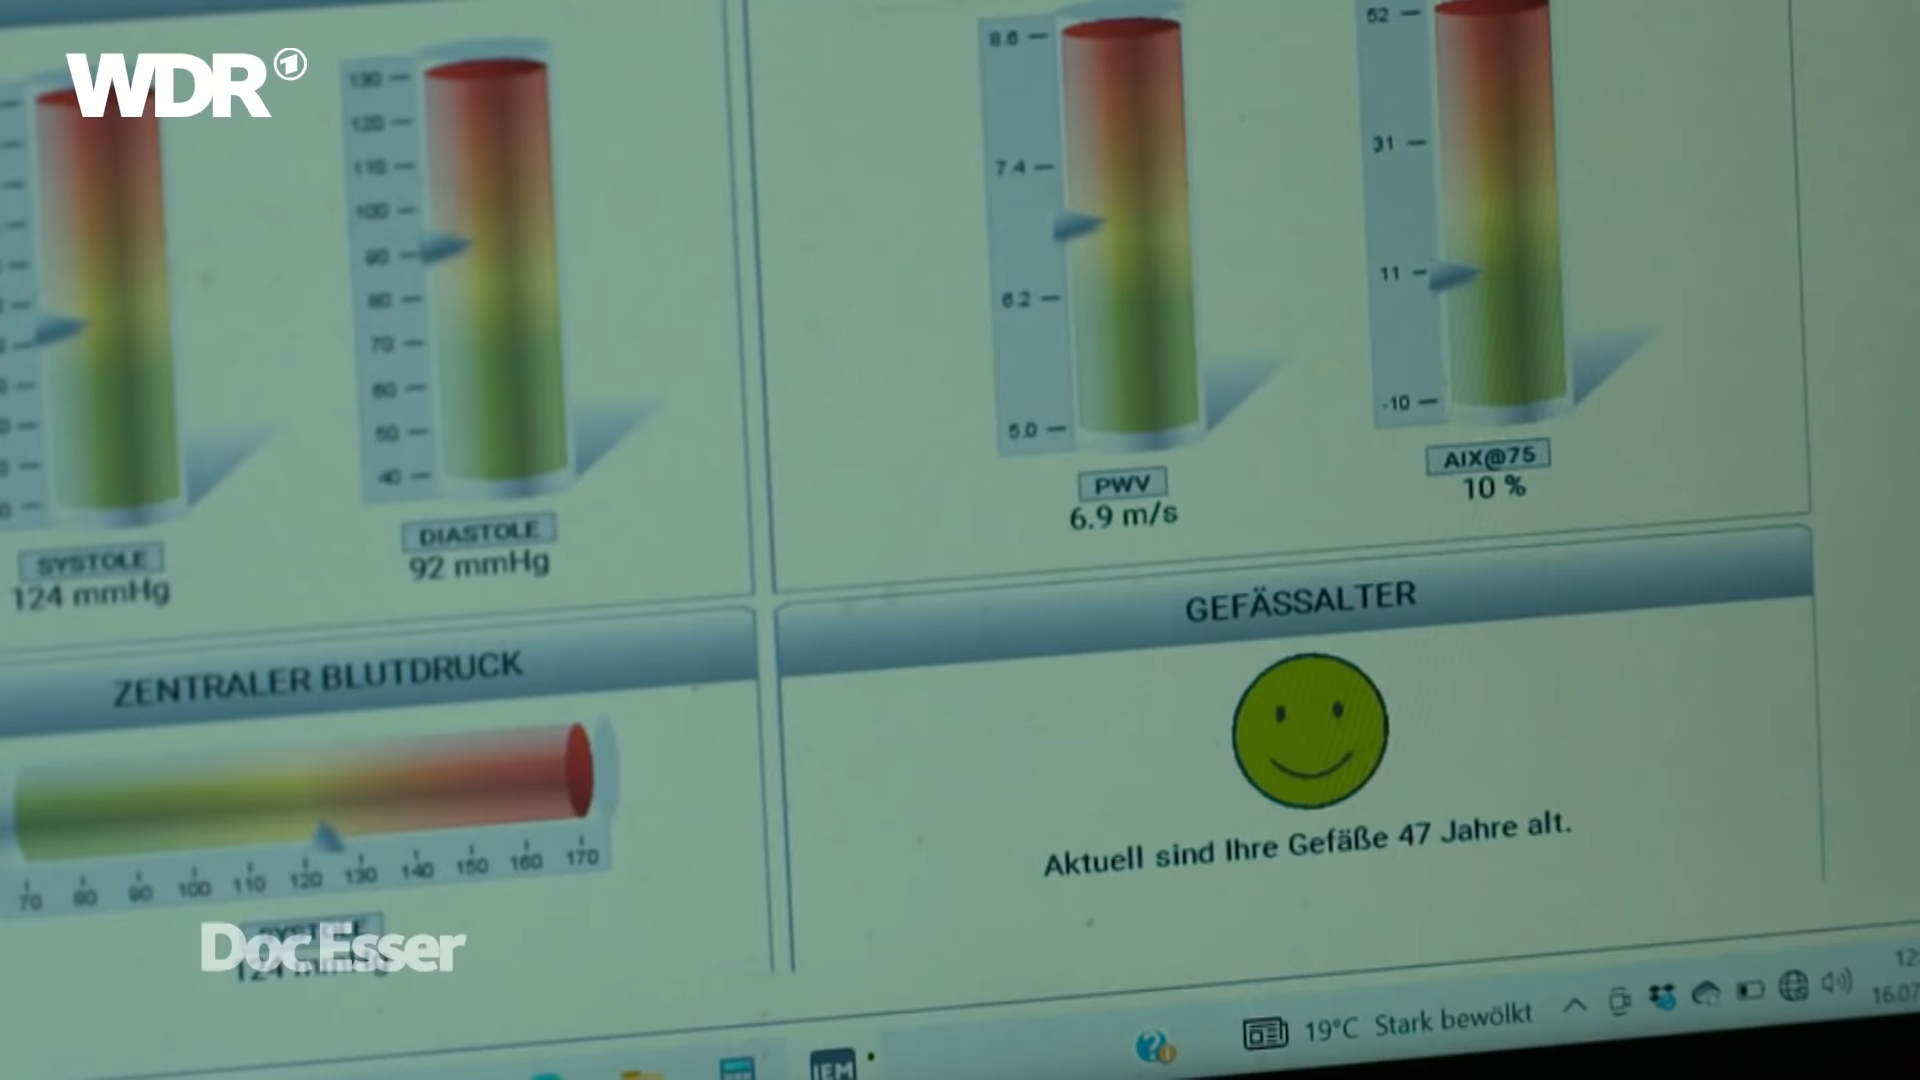 WDR
130
120
110
100
90
80
70
60
50
40
SYSTOLE
124 mmHg
DIASTOLE
92 mmHg
8.6
7.4
6.2
5.0
PWV
6.9 m/s
52
31
11
-10
AIX@75
10 %
ZENTRALER BLUTDRUCK
70 80 90 100 110 120 130 140 150 160 170
SYSTOLE
Doc Esser
GEFÄSSALTER
Aktuell sind Ihre Gefäße 47 Jahre alt.
19°C Stark bewölkt
IEM